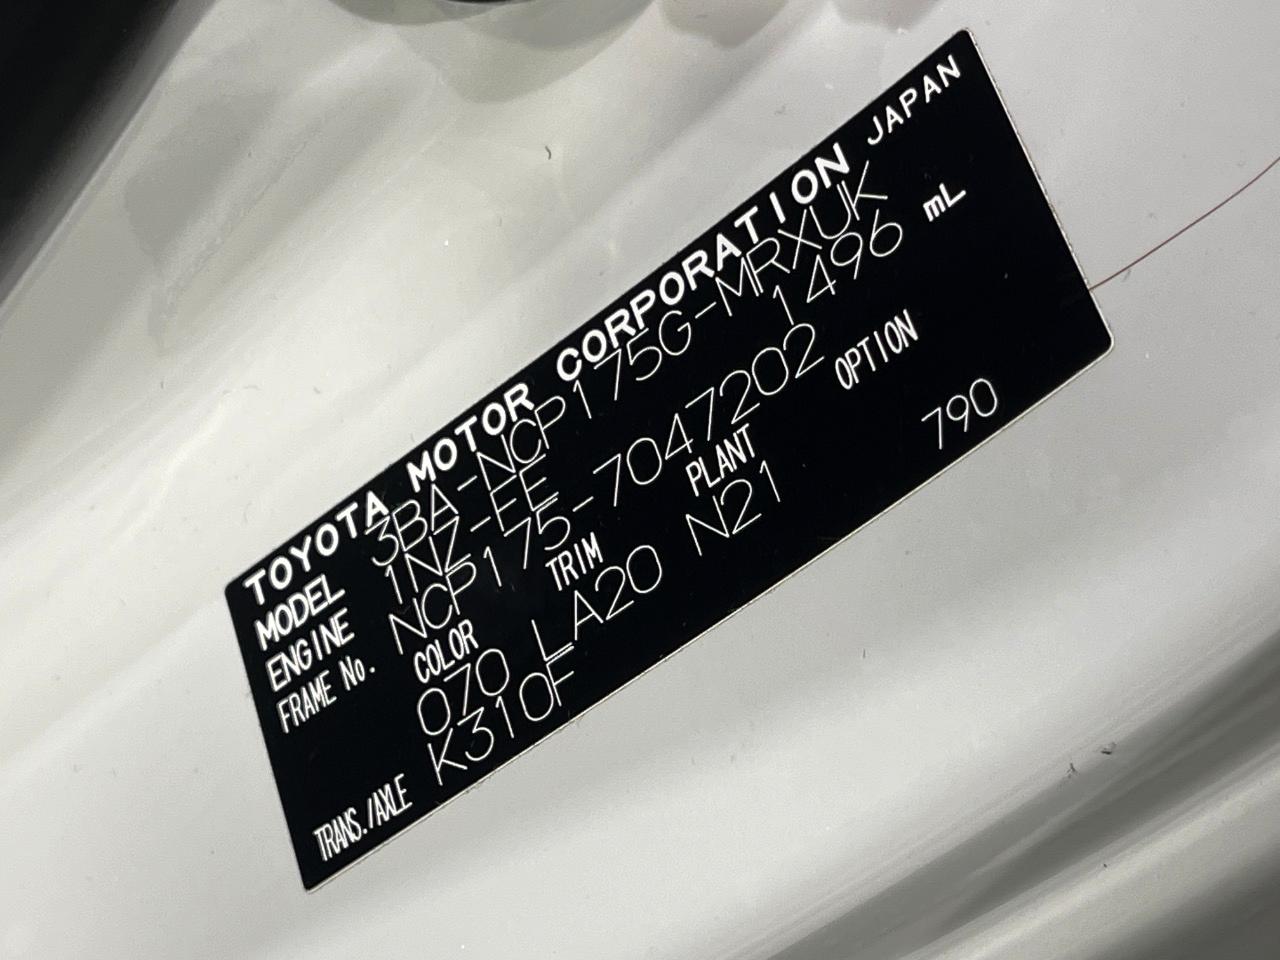 TOYOTA MOTOR CORPORATION JAPAN
MODEL 3BA-NCP175G-MRXUK
ENGINE 1NZ-FE 1496 mL
FRAME No. NCP175-7047202
COLOR TRIM PLANT OPTION
070 LA20 N21 790
TRANS./AXLE K310F